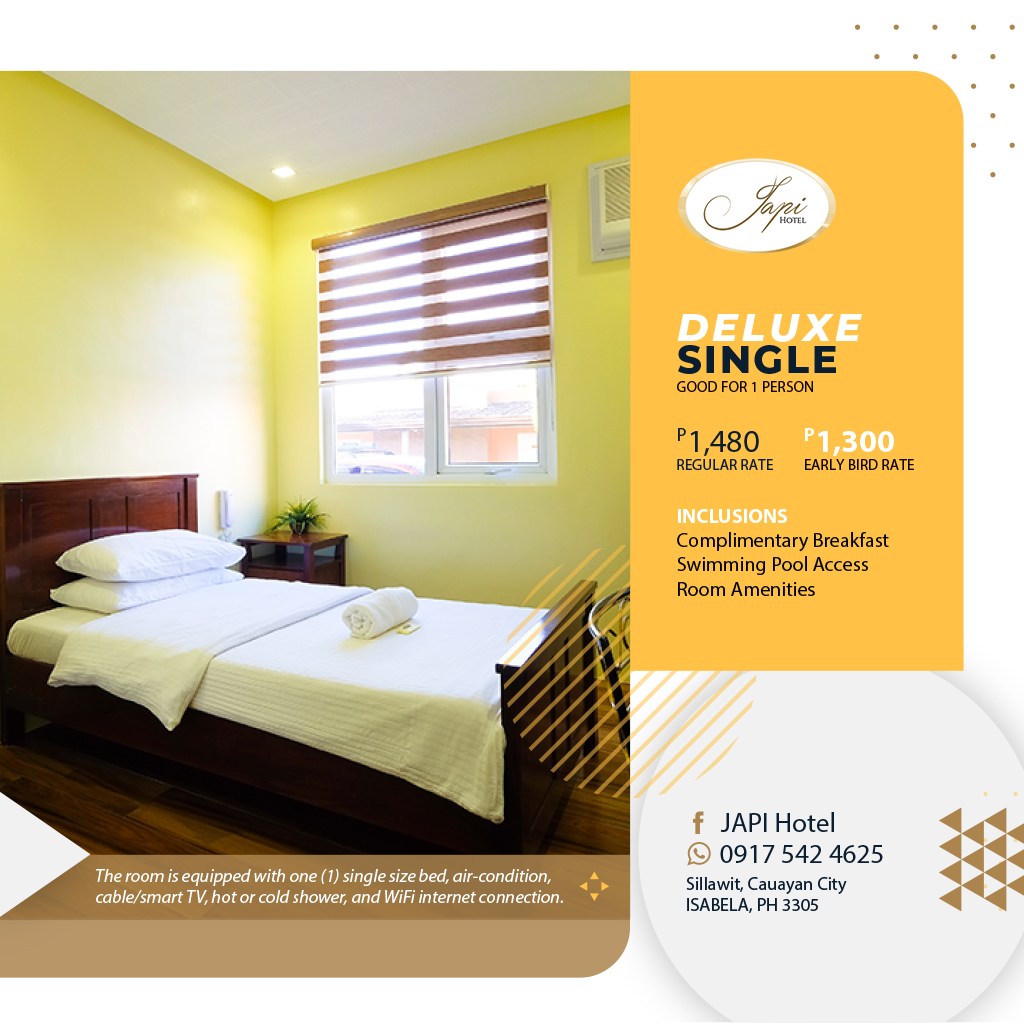 Japi
HOTEL
DELUXE
SINGLE
GOOD FOR 1 PERSON
P1,480
REGULAR RATE
P1,300
EARLY BIRD RATE
INCLUSIONS
Complimentary Breakfast
Swimming Pool Access
Room Amenities
The room is equipped with one (1) single size bed, air-condition,
cable/smart TV, hot or cold shower, and WiFi internet connection.
JAPI Hotel
0917 542 4625
Sillawit, Cauayan City
ISABELA, PH 3305